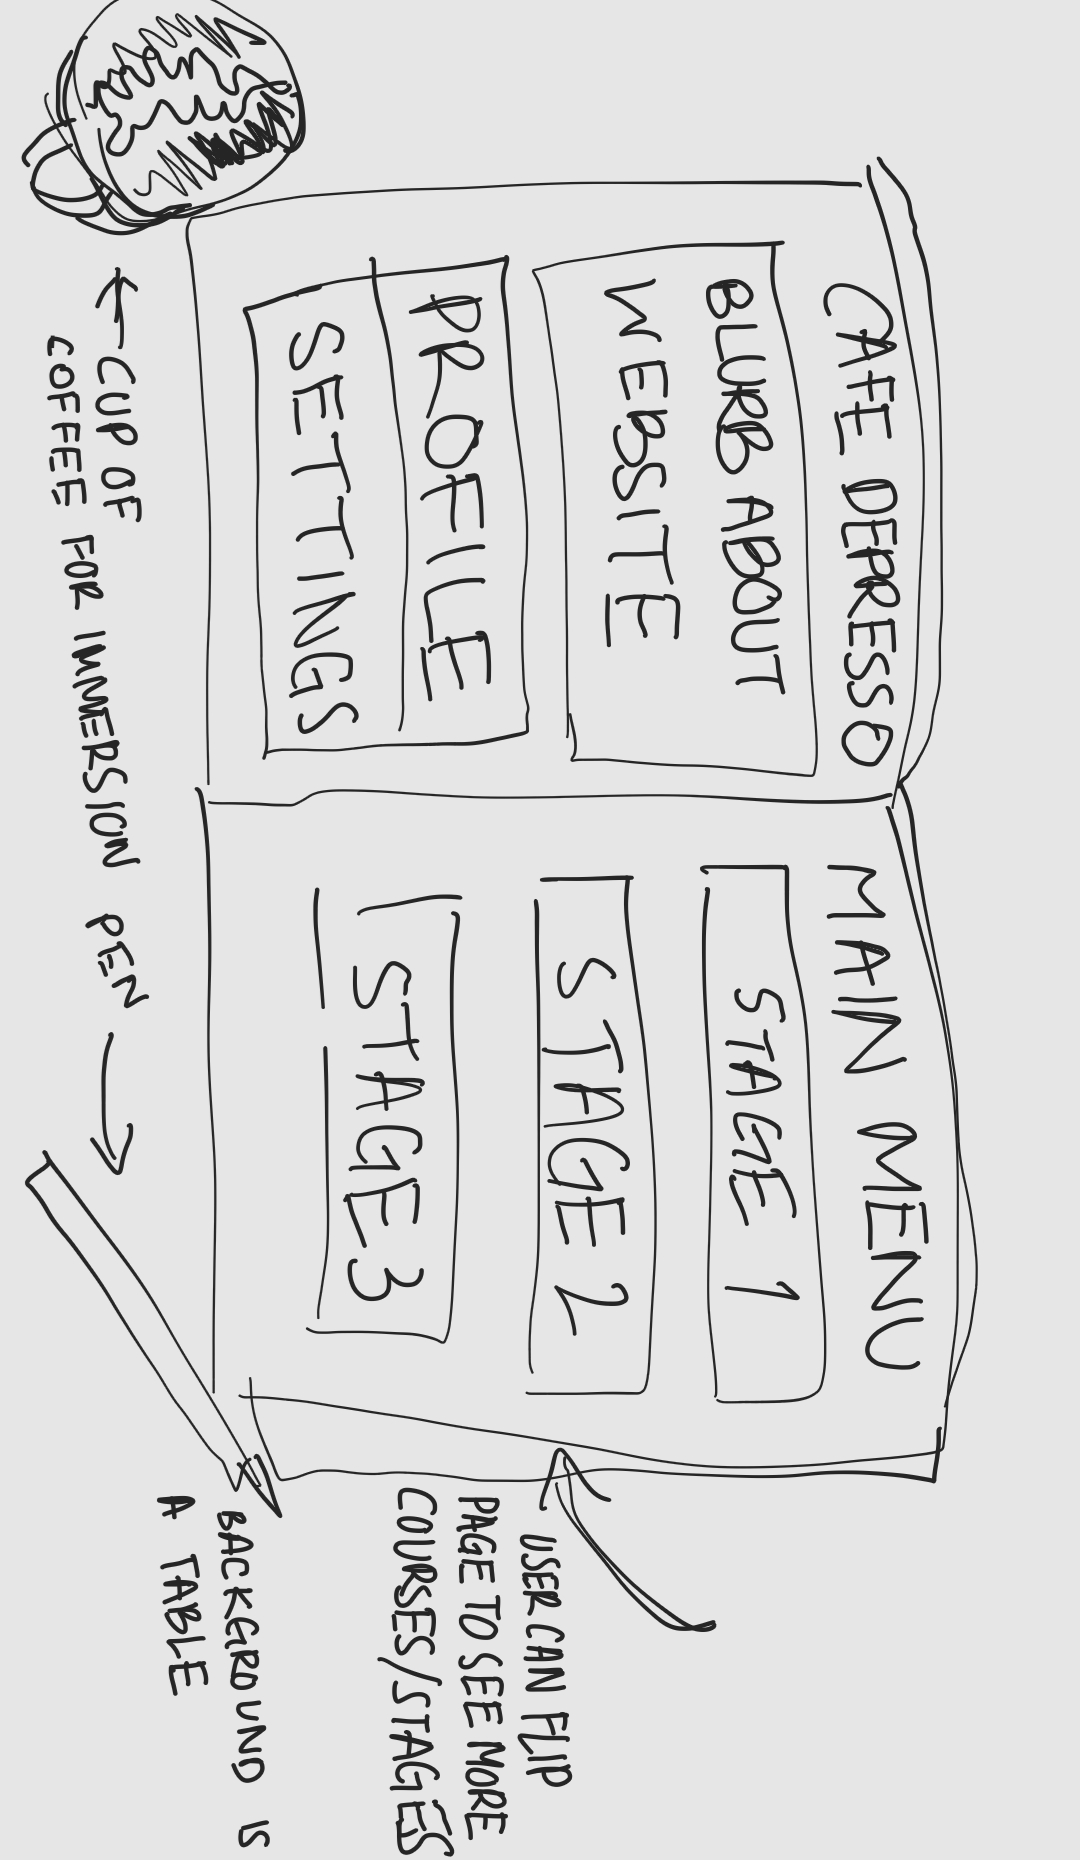 CAFE DEPRESSO
BLURB ABOUT
WEBSITE
PROFILE
SETTINGS
MAIN MENU
STAGE 1
STAGE 2
STAGE 3
USER CAN FLIP
PAGE TO SEE MORE
COURSES/STAGES
← CUP OF
COFFEE FOR IMMERSION PEN →
BACKGROUND IS
A TABLE